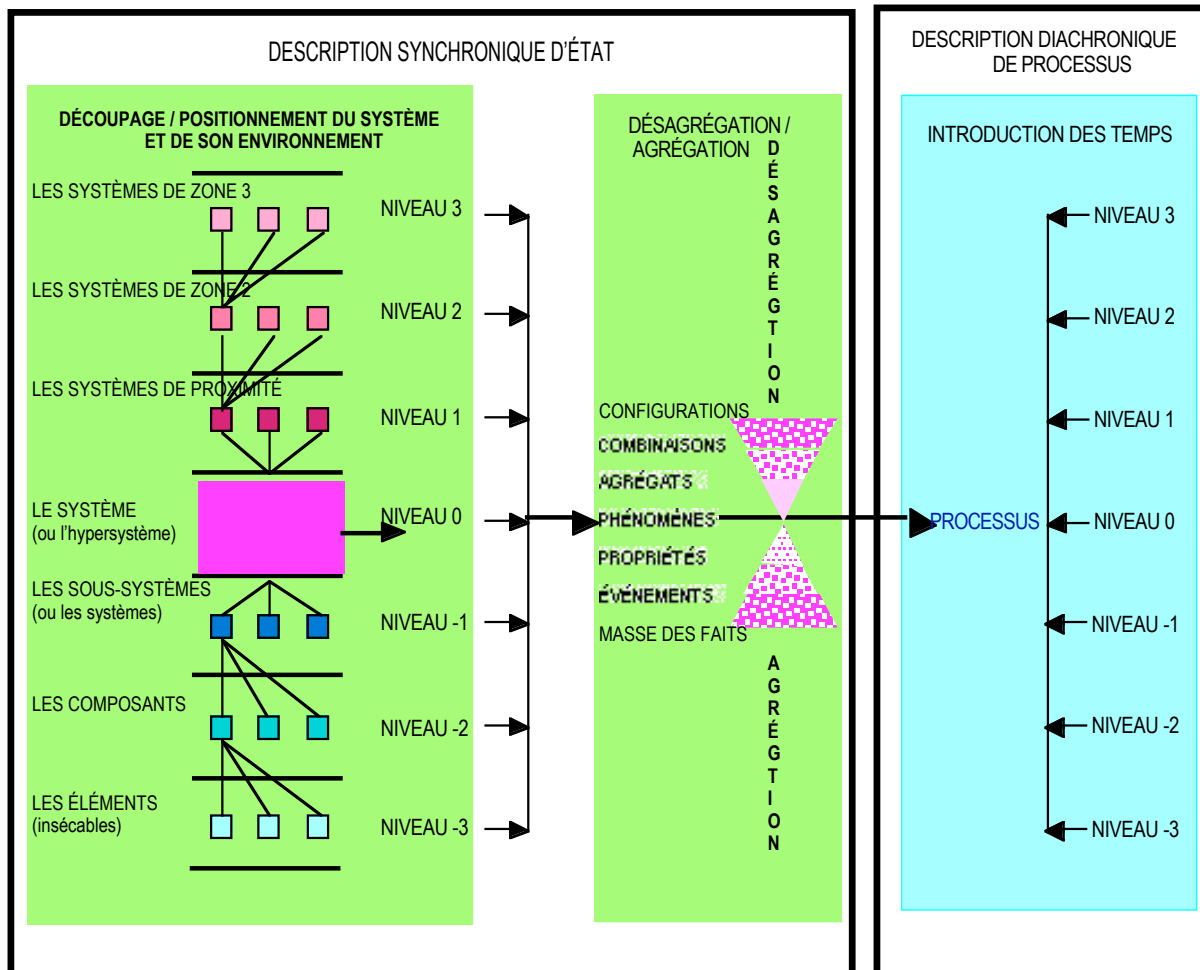 DESCRIPTION SYNCHRONIQUE D'ÉTAT
DÉCOUPAGE / POSITIONNEMENT DU SYSTÈME
ET DE SON ENVIRONNEMENT
LES SYSTÈMES DE ZONE 3
NIVEAU 3
LES SYSTÈMES DE ZONE 2
NIVEAU 2
LES SYSTÈMES DE PROXIMITÉ
NIVEAU 1
LE SYSTÈME
(ou l'hypersystème)
NIVEAU 0
LES SOUS-SYSTÈMES
(ou les systèmes)
NIVEAU -1
LES COMPOSANTS
NIVEAU -2
LES ÉLÉMENTS
(insécables)
NIVEAU -3
DÉSAGRÉGATION /
AGRÉGATION
DÉSAGRÉGTION
CONFIGURATIONS
COMBINAISONS
AGRÉGATS
PHÉNOMÈNES
PROPRIÉTÉS
ÉVÉNEMENTS
MASSE DES FAITS
AGRÉGTION
DESCRIPTION DIACHRONIQUE
DE PROCESSUS
INTRODUCTION DES TEMPS
NIVEAU 3
NIVEAU 2
NIVEAU 1
PROCESSUS
NIVEAU 0
NIVEAU -1
NIVEAU -2
NIVEAU -3